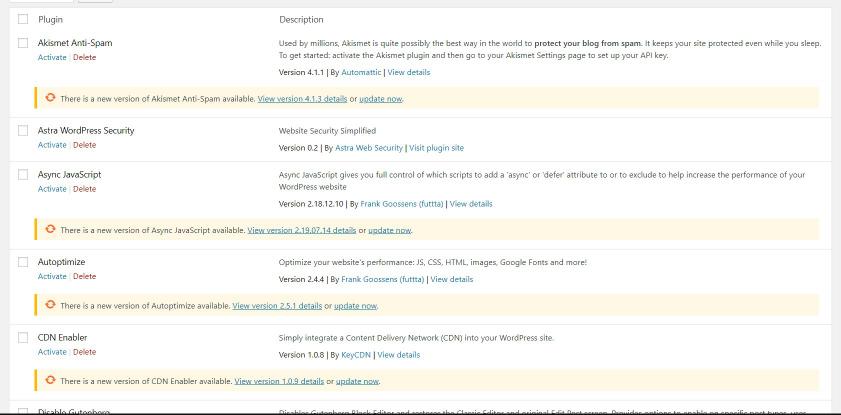 Plugin Description
Akismet Anti-Spam
Used by millions, Akismet is quite possibly the best way in the world to protect your blog from spam. It keeps your site protected even while you sleep.
Activate | Delete
To get started: activate the Akismet plugin and then go to your Akismet Settings page to set up your API key.
Version 4.1.1 | By Automattic | View details
There is a new version of Akismet Anti-Spam available. View version 4.1.3 details or update now.
Astra WordPress Security
Website Security Simplified
Activate | Delete
Version 0.2 | By Astra Web Security | Visit plugin site
Async JavaScript
Async JavaScript gives you full control of which scripts to add a 'async' or 'defer' attribute to or to exclude to help increase the performance of your
Activate | Delete
WordPress website
Version 2.18.12.10 | By Frank Goossens (futtta) | View details
There is a new version of Async JavaScript available. View version 2.19.07.14 details or update now.
Autoptimize
Optimize your website's performance: JS, CSS, HTML, images, Google Fonts and more!
Activate | Delete
Version 2.4.4 | By Frank Goossens (futtta) | View details
There is a new version of Autoptimize available. View version 2.5.1 details or update now.
CDN Enabler
Simply integrate a Content Delivery Network (CDN) into your WordPress site.
Activate | Delete
Version 1.0.8 | By KeyCDN | View details
There is a new version of CDN Enabler available. View version 1.0.9 details or update now.
Disable Gutenberg
Disables Gutenberg Block Editor and restores the Classic Editor and original Edit Post screen. Provides options to enable on specific post types, user